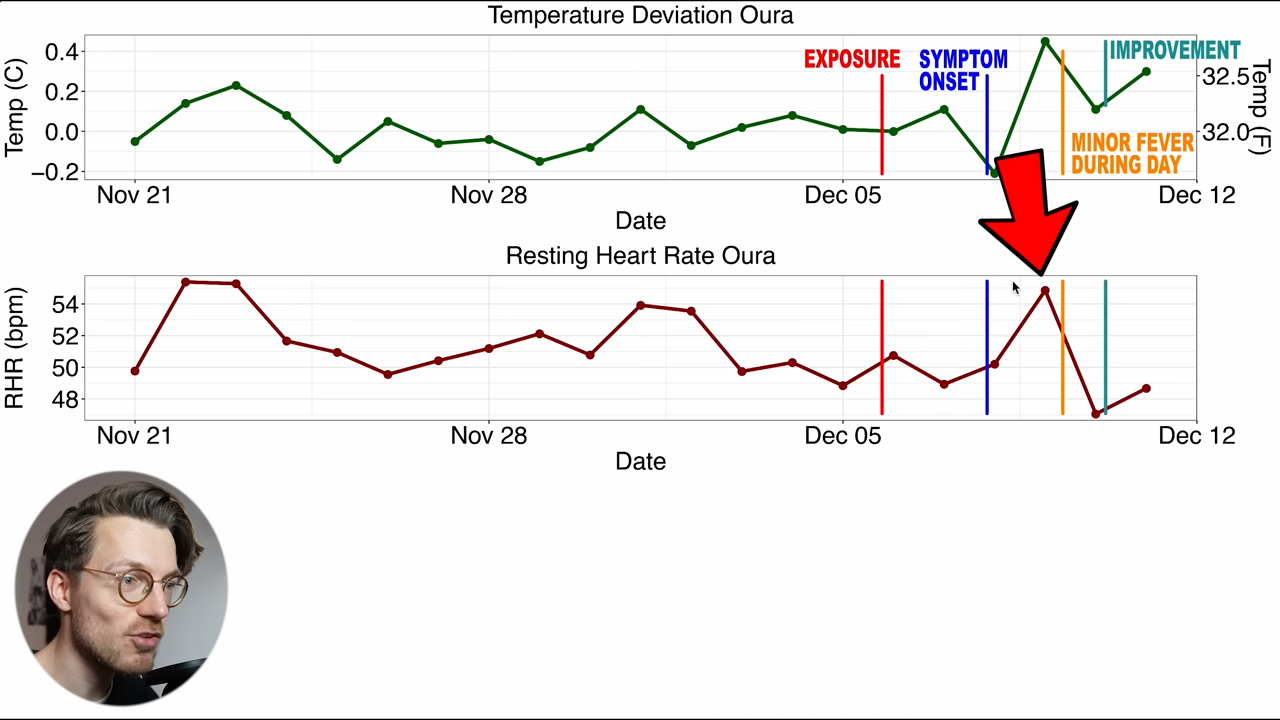 Temperature Deviation Oura
Temp (C)
0.4
0.2
0.0
−0.2
EXPOSURE
SYMPTOM
ONSET
IMPROVEMENT
MINOR FEVER
DURING DAY
32.5
32.0
Temp (F)
Nov 21
Nov 28
Dec 05
Dec 12
Date
Resting Heart Rate Oura
RHR (bpm)
54
52
50
48
Nov 21
Nov 28
Dec 05
Dec 12
Date